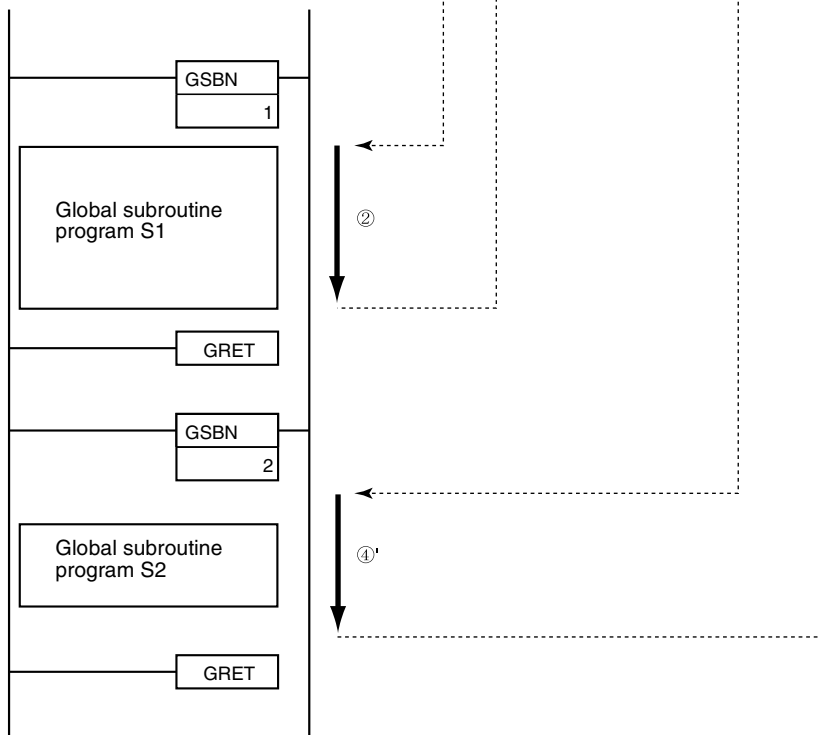 GSBN
1
Global subroutine
program S1
②
GRET
GSBN
2
Global subroutine
program S2
④'
GRET